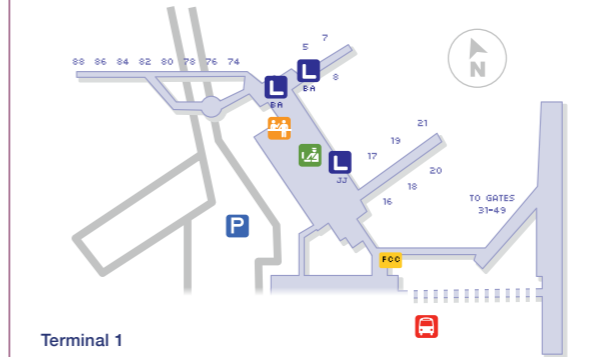 7
5
88 86 84 82 80 78 76 74
8
L
L
BA
BA
N
21
19
17
L
JJ
20
18
16
TO GATES
31-49
P
FCC
Terminal 1